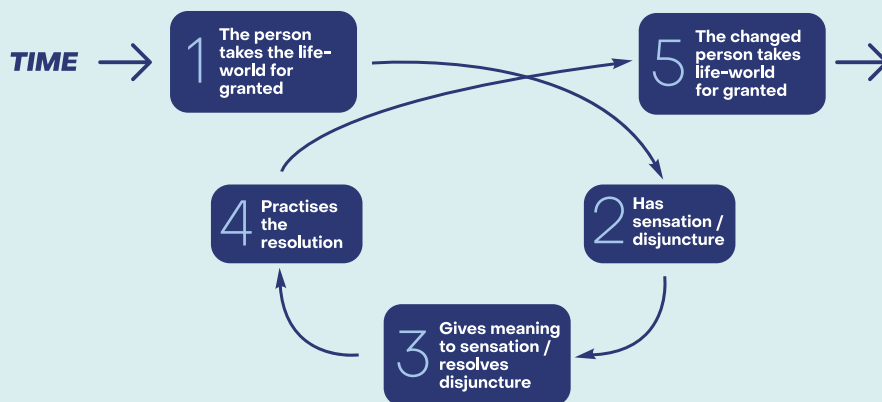 TIME
1
The person
takes the life-
world for
granted
5
The changed
person takes
life-world
for granted
4
Practises
the
resolution
2
Has
sensation /
disjuncture
3
Gives meaning
to sensation /
resolves
disjuncture